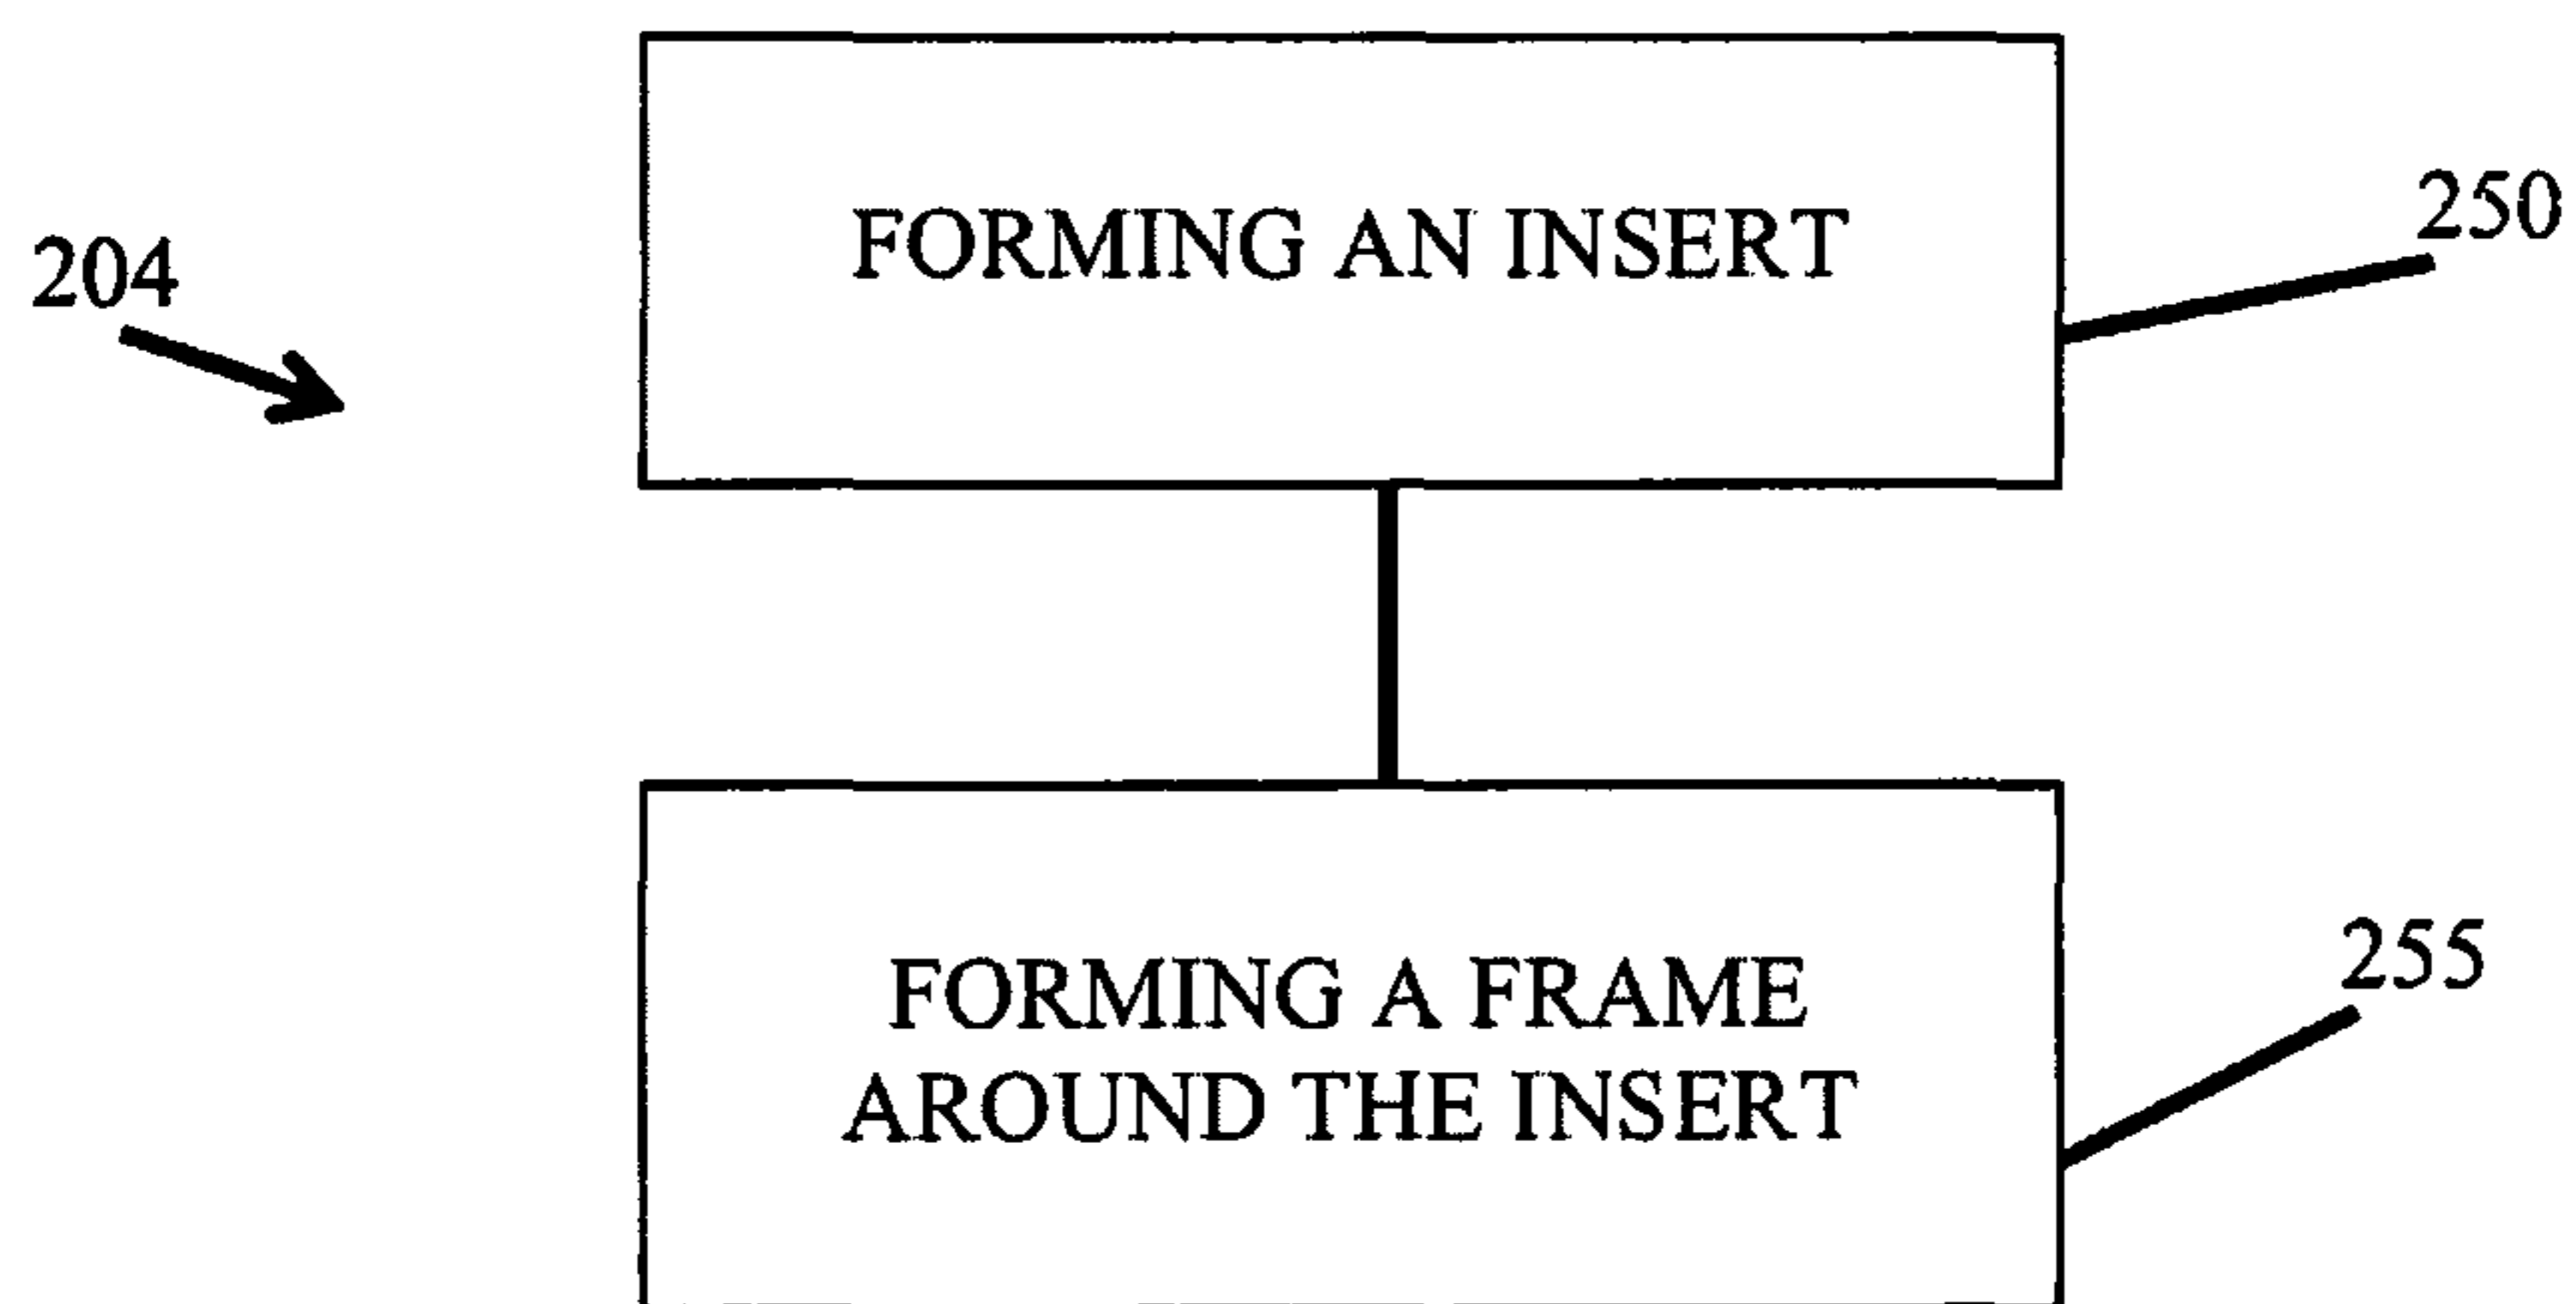 204
FORMING AN INSERT
250
FORMING A FRAME
AROUND THE INSERT
255